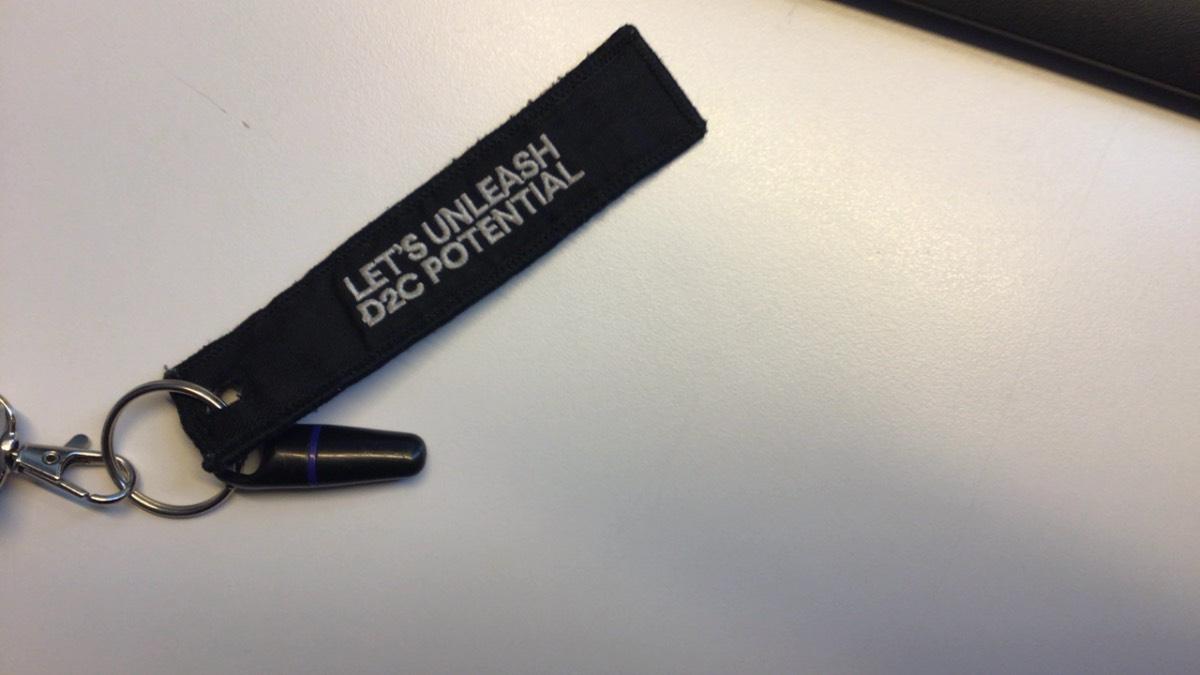 LET'S UNLEASH
D2C POTENTIAL